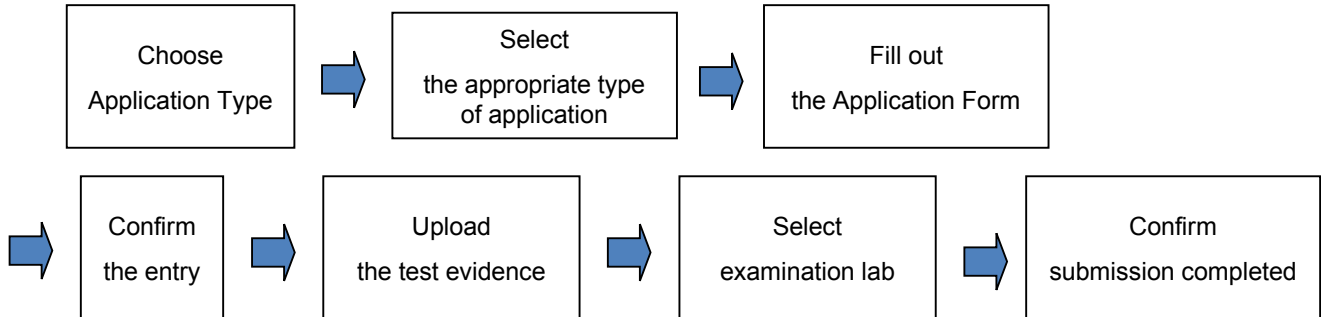 Choose
Application Type
Select
the appropriate type
of application
Fill out
the Application Form
Confirm
the entry
Upload
the test evidence
Select
examination lab
Confirm
submission completed